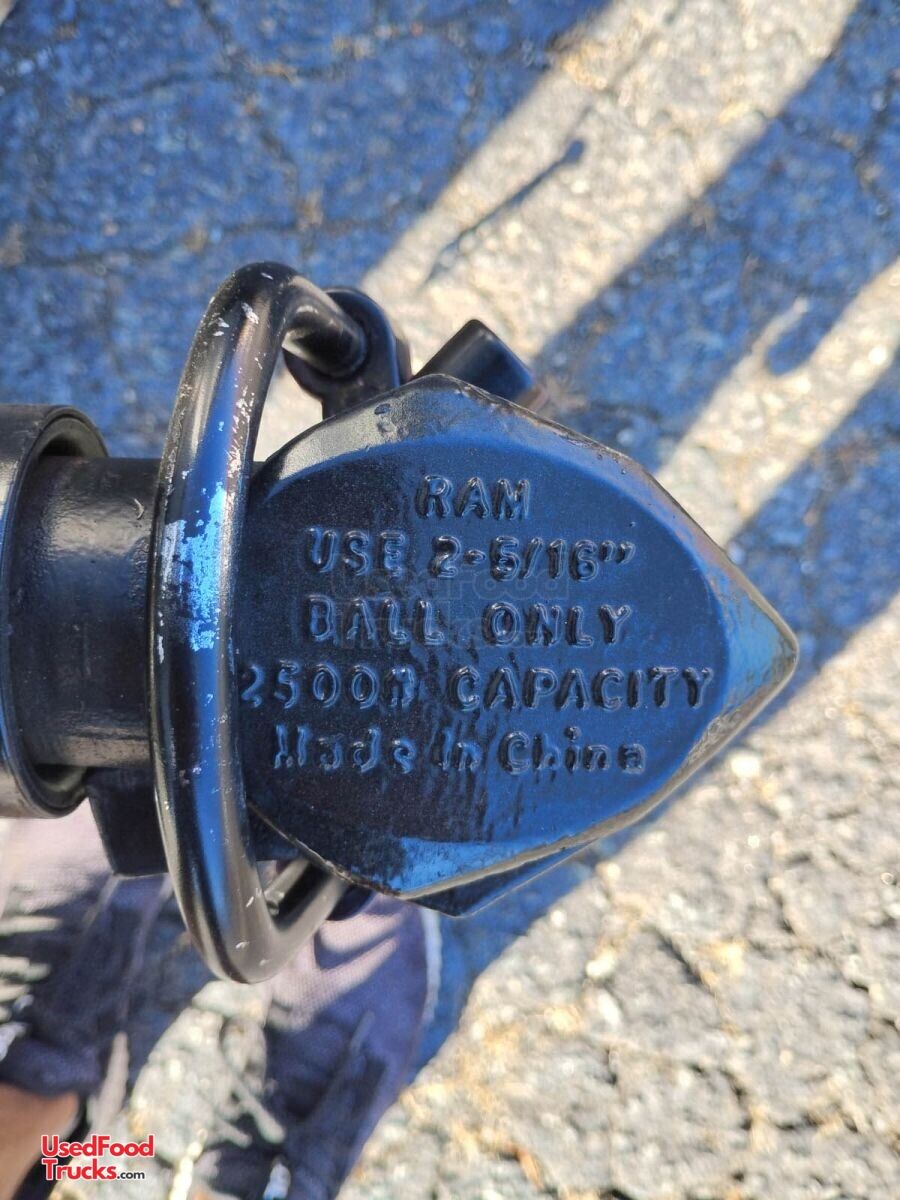 RAM
USE 2-5/16”
BALL ONLY
CAPACITY
Made in China
UsedFood
Trucks.com